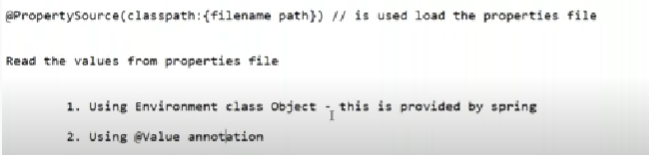 @PropertySource(classpath:{filename path}) // is used load the properties file
Read the values from properties file
1. Using Environment class Object - this is provided by spring
2. Using @Value annotation